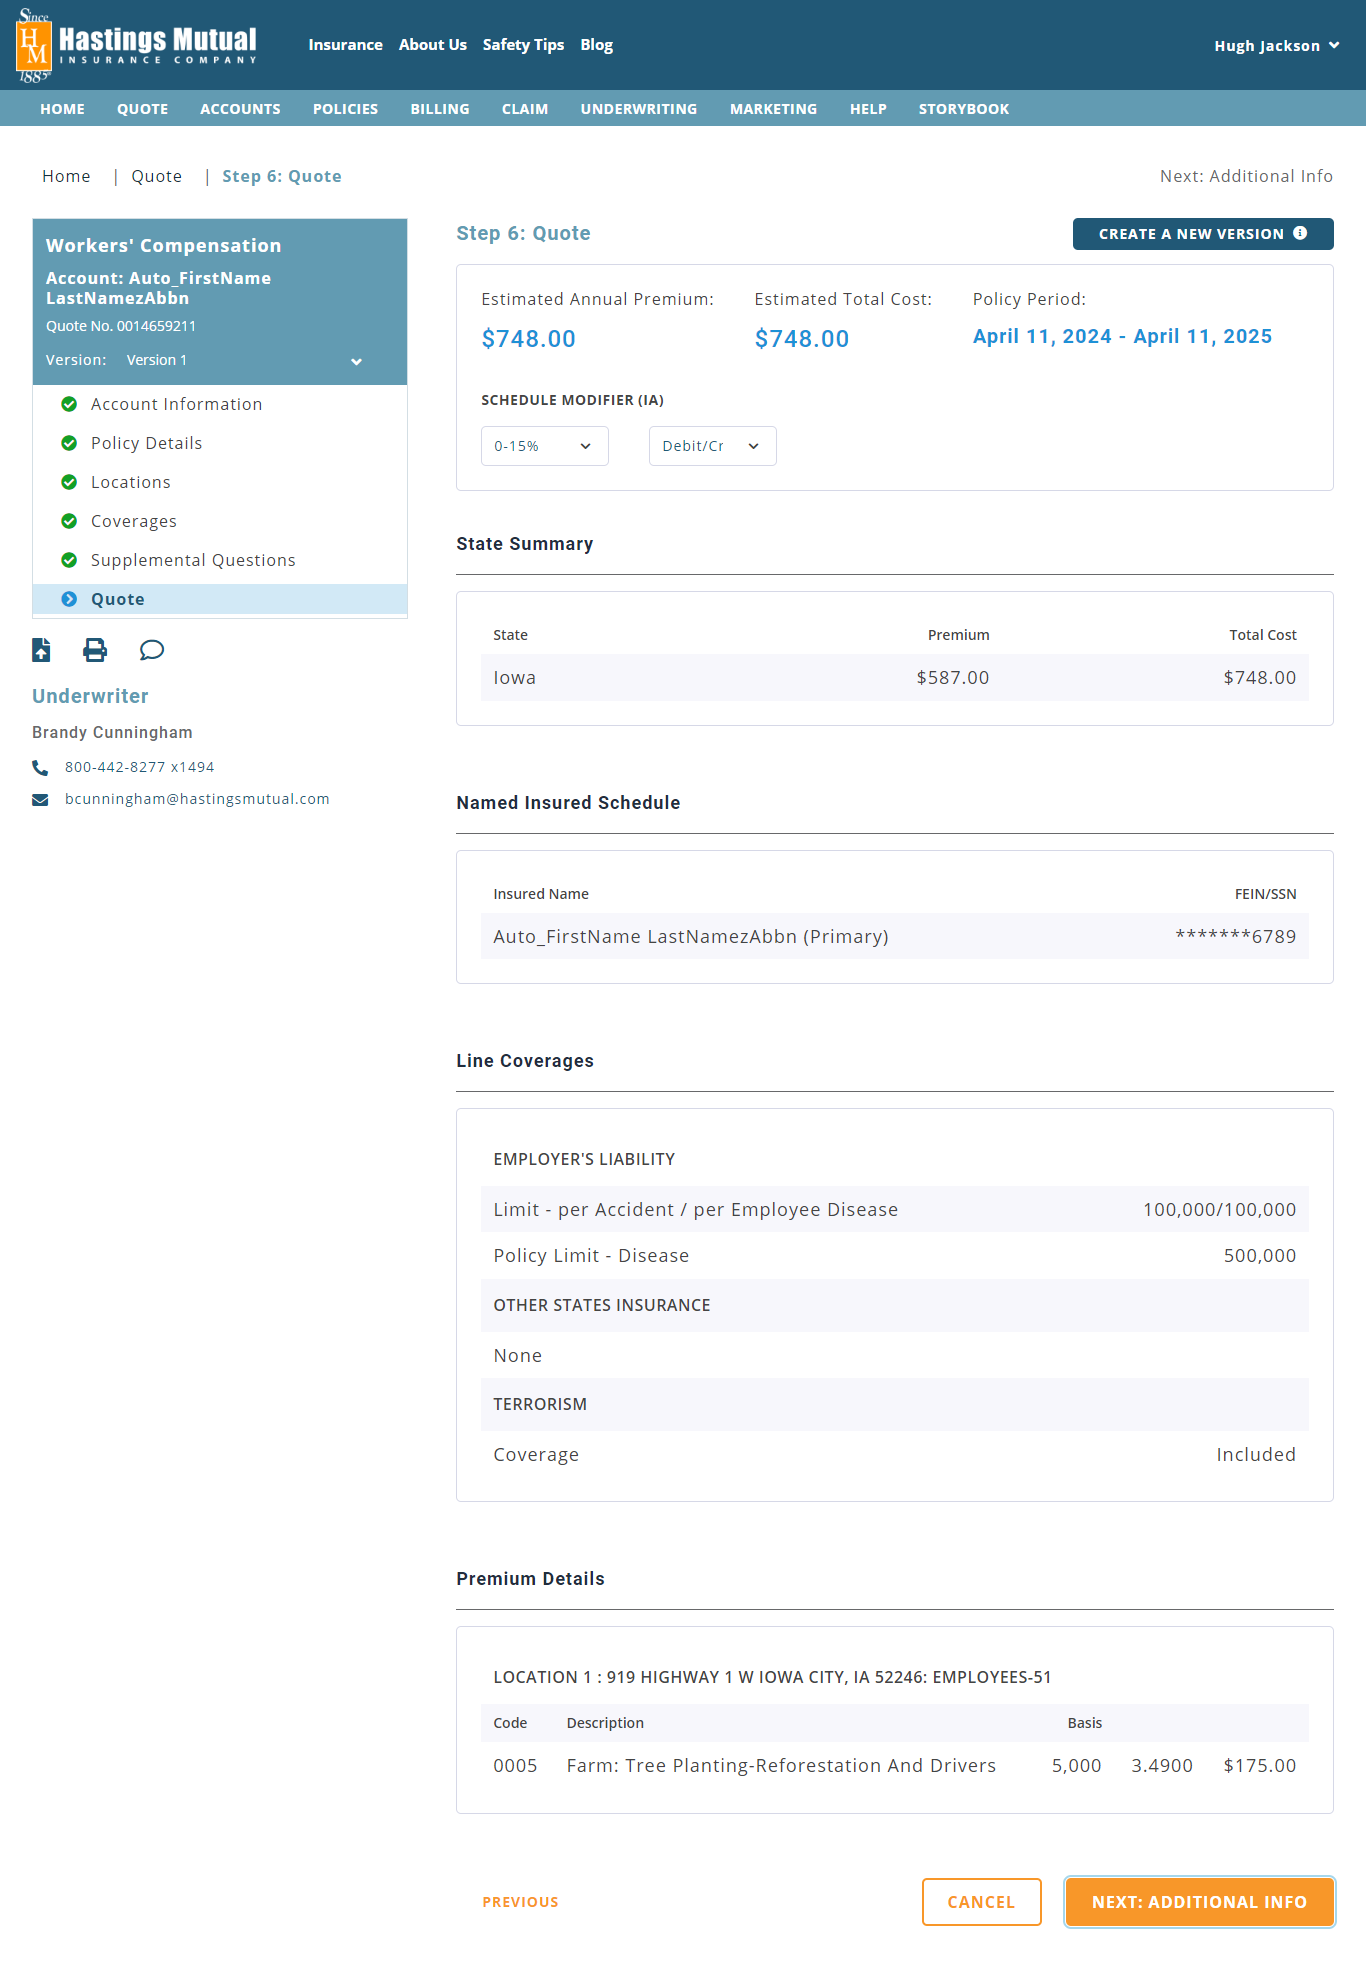 Since
HM
1885
Hastings Mutual
INSURANCE COMPANY
Insurance About Us Safety Tips Blog
Hugh Jackson
HOME QUOTE ACCOUNTS POLICIES BILLING CLAIM UNDERWRITING MARKETING HELP STORYBOOK
Home | Quote | Step 6: Quote
Next: Additional Info
Workers' Compensation
Account: Auto_FirstName
LastNamezAbbn
Quote No. 0014659211
Version: Version 1
Account Information
Policy Details
Locations
Coverages
Supplemental Questions
Quote
Underwriter
Brandy Cunningham
800-442-8277 x1494
bcunningham@hastingsmutual.com
Step 6: Quote
CREATE A NEW VERSION
Estimated Annual Premium: Estimated Total Cost: Policy Period:
$748.00 $748.00 April 11, 2024 - April 11, 2025
SCHEDULE MODIFIER (IA)
0-15% Debit/Cr
State Summary
State Premium Total Cost
Iowa $587.00 $748.00
Named Insured Schedule
Insured Name FEIN/SSN
Auto_FirstName LastNamezAbbn (Primary) *******6789
Line Coverages
EMPLOYER'S LIABILITY
Limit - per Accident / per Employee Disease 100,000/100,000
Policy Limit - Disease 500,000
OTHER STATES INSURANCE
None
TERRORISM
Coverage Included
Premium Details
LOCATION 1 : 919 HIGHWAY 1 W IOWA CITY, IA 52246: EMPLOYEES-51
Code Description Basis
0005 Farm: Tree Planting-Reforestation And Drivers 5,000 3.4900 $175.00
PREVIOUS
CANCEL
NEXT: ADDITIONAL INFO